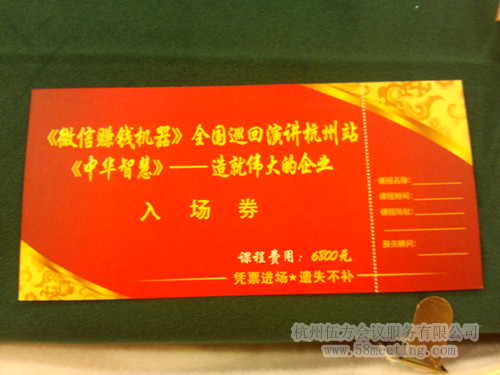 《微信赚钱机器》全国巡回演讲杭州站
《中华智慧》——造就伟大的企业
入场券
课程费用：6800元
凭票进场★遗失不补
课程名称：
课程时间：
课程地址：
服务顾问：
杭州伍方会议服务有限公司
www.58meeting.com